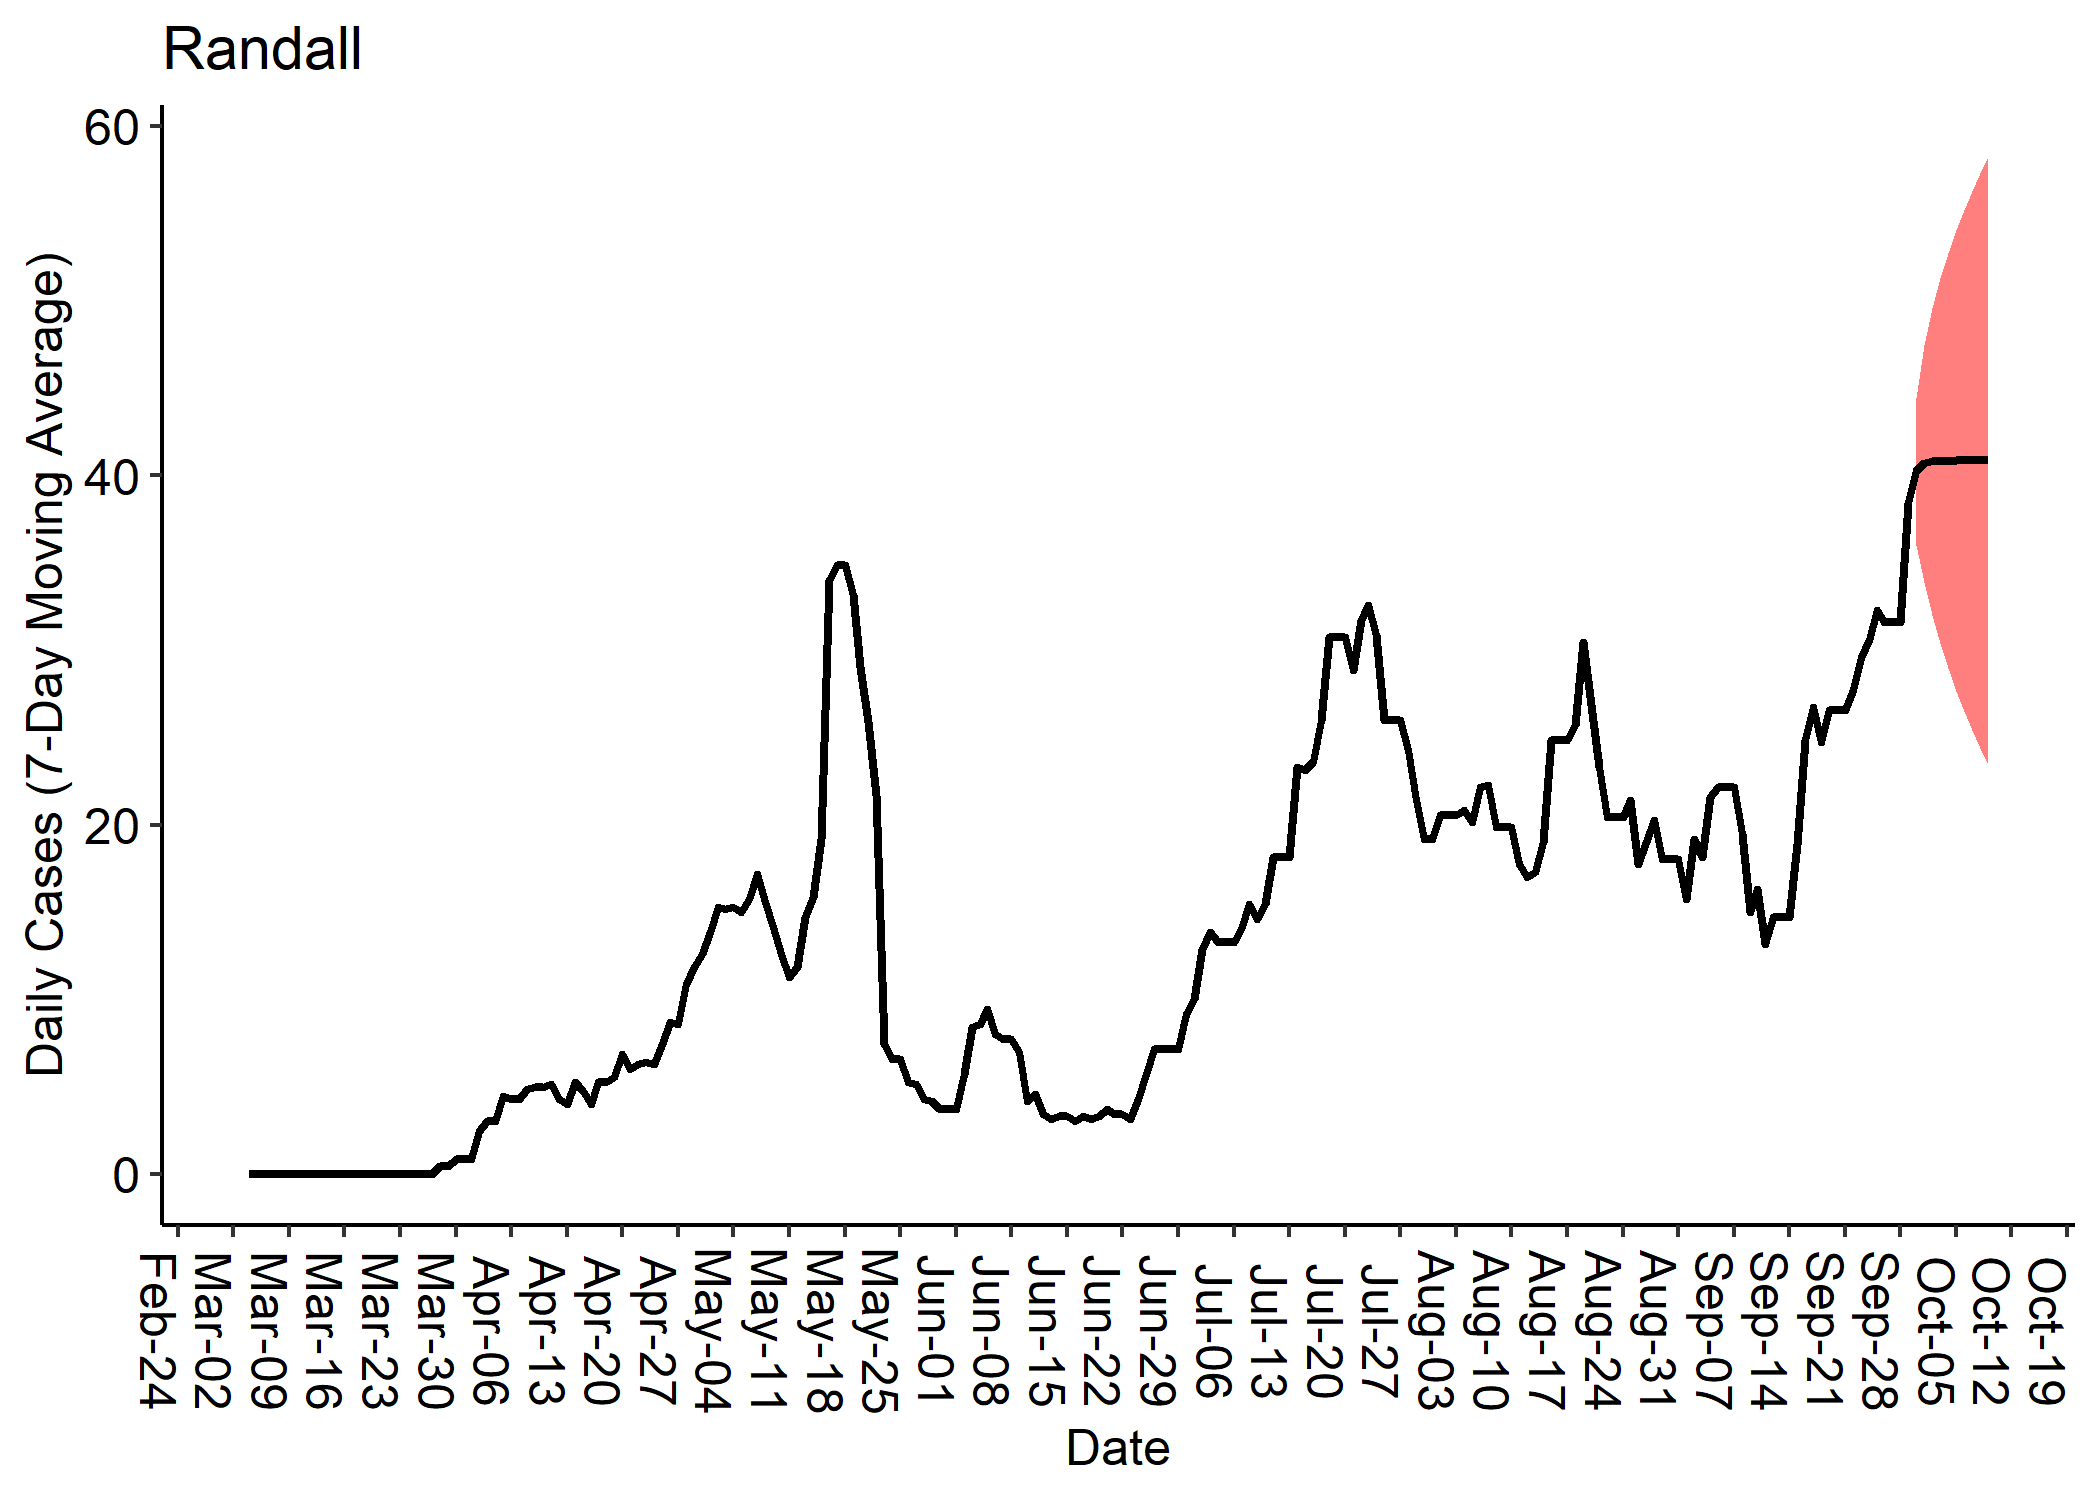 Randall
Daily Cases (7-Day Moving Average)
60
40
20
0
Feb-24
Mar-02
Mar-09
Mar-16
Mar-23
Mar-30
Apr-06
Apr-13
Apr-20
Apr-27
May-04
May-11
May-18
May-25
Jun-01
Jun-08
Jun-15
Jun-22
Jun-29
Jul-06
Jul-13
Jul-20
Jul-27
Aug-03
Aug-10
Aug-17
Aug-24
Aug-31
Sep-07
Sep-14
Sep-21
Sep-28
Oct-05
Oct-12
Oct-19
Date